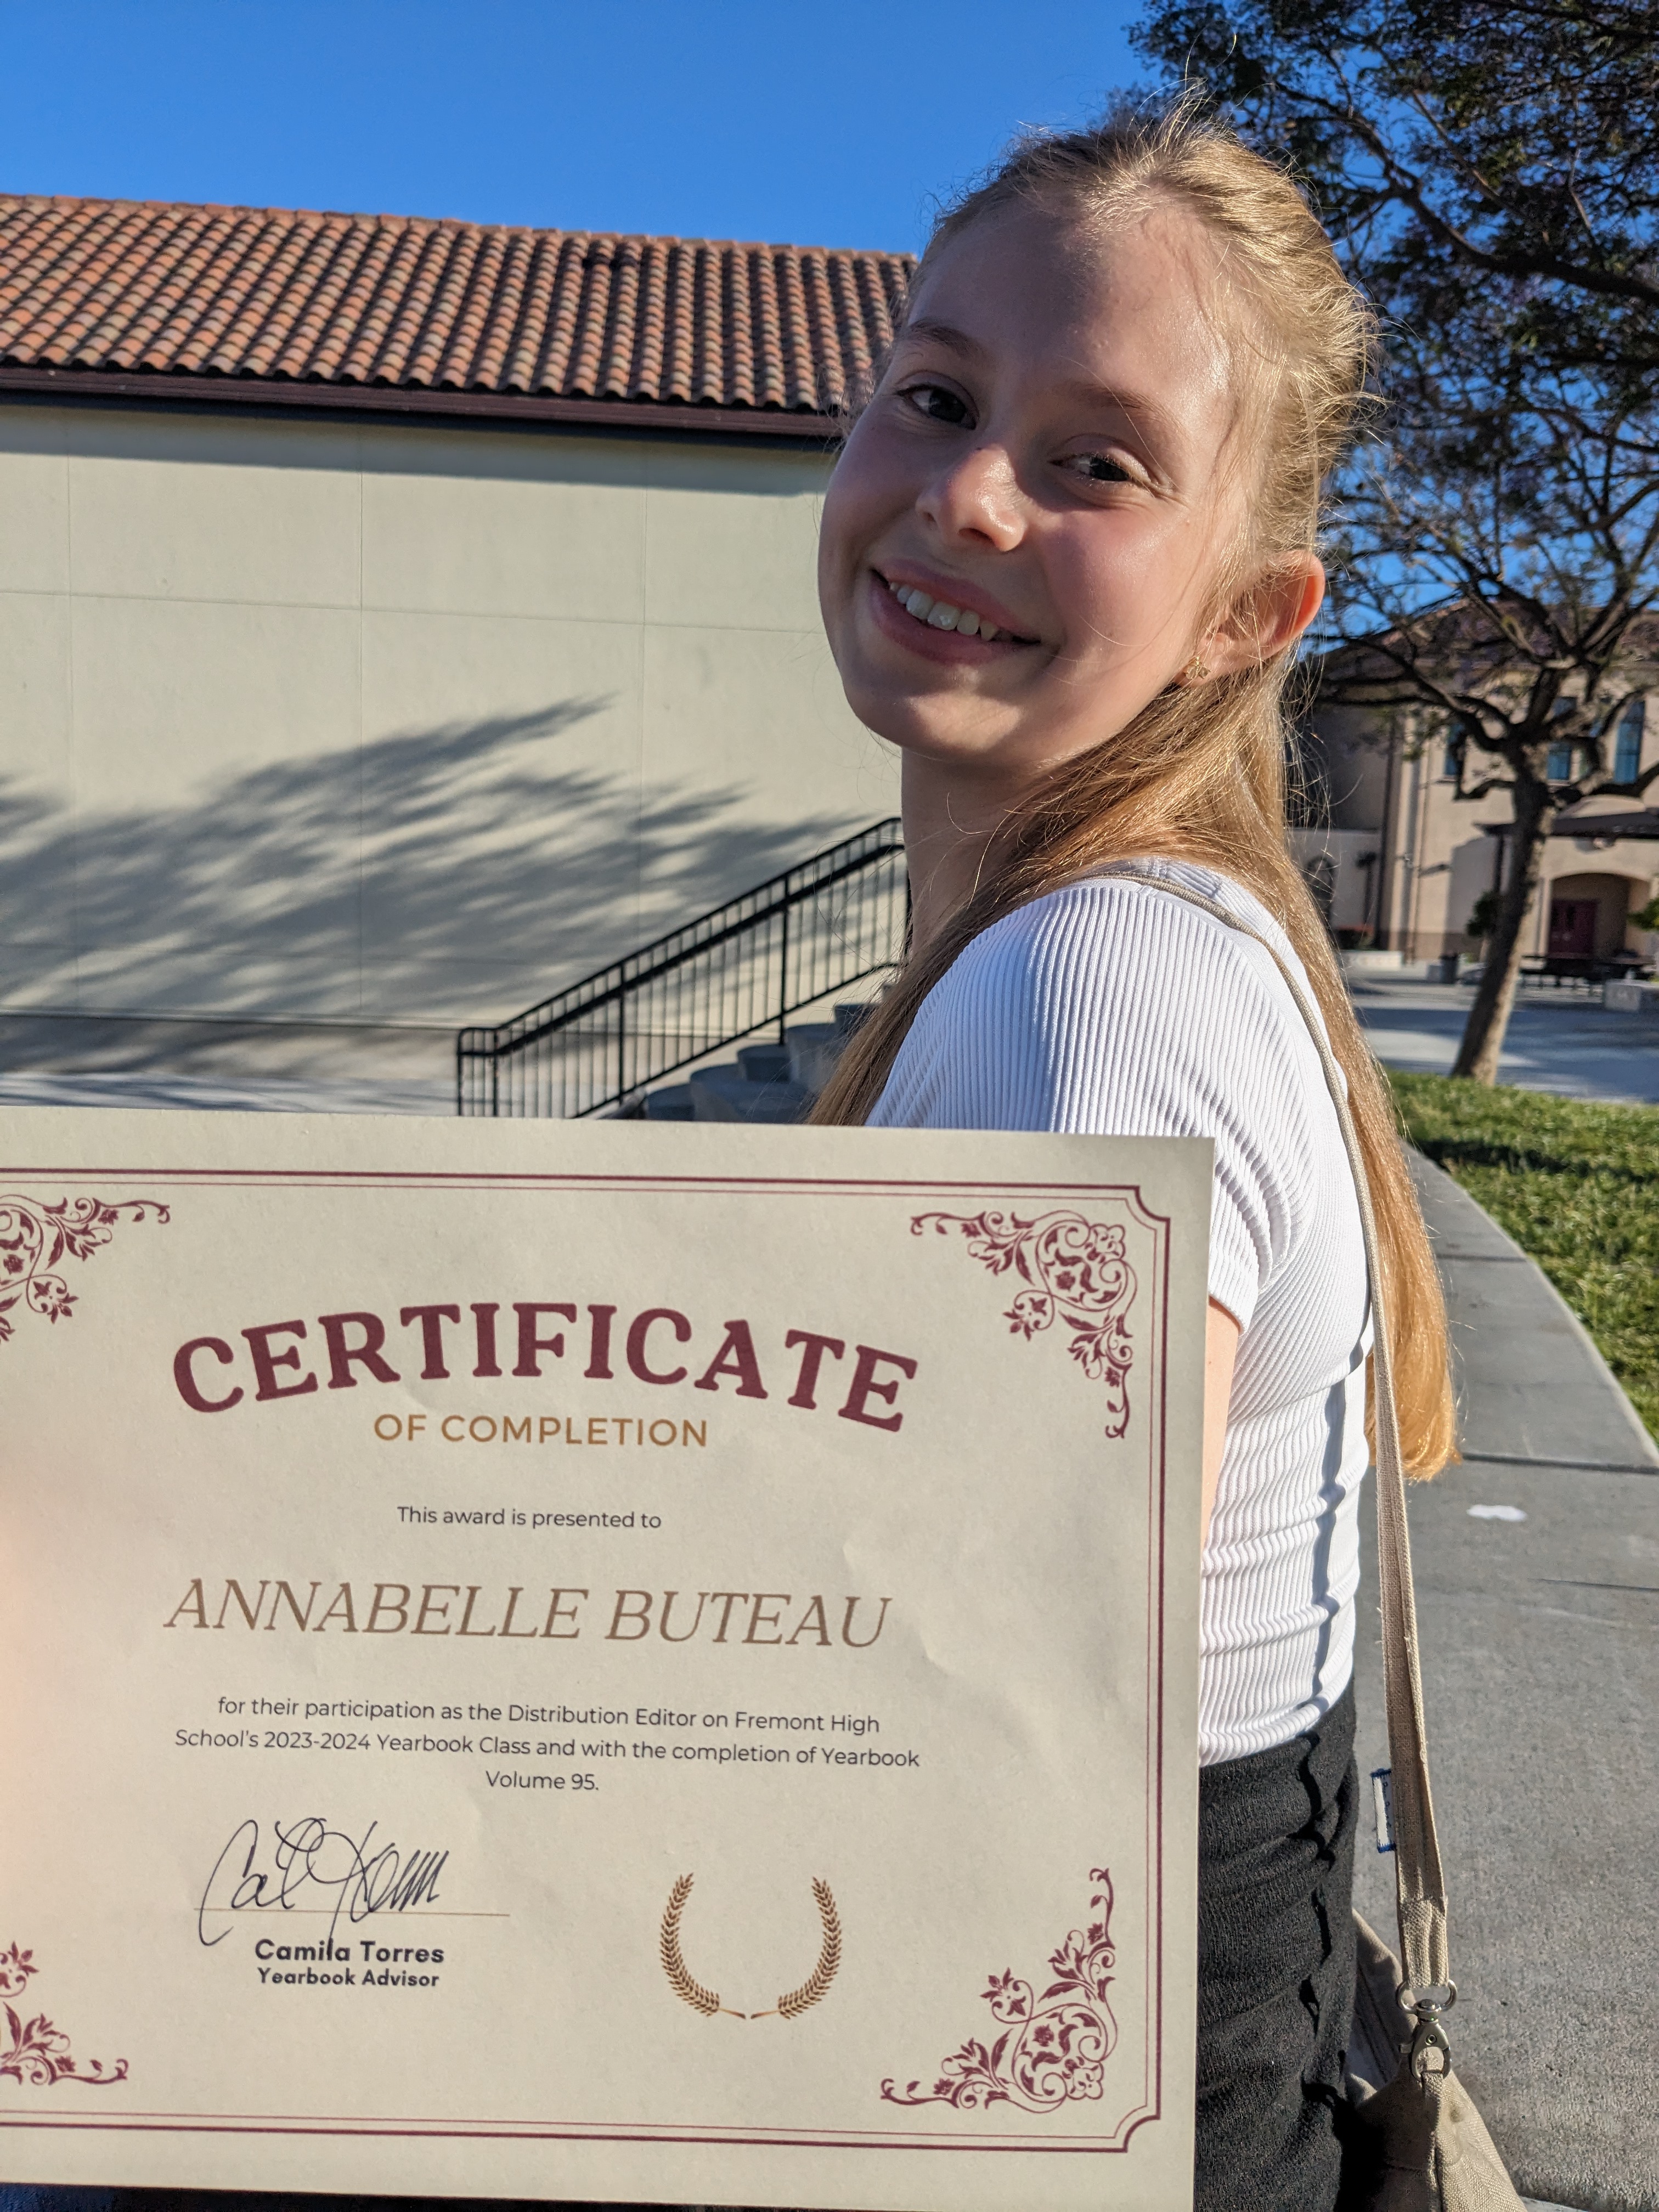 CERTIFICATE
OF COMPLETION
This award is presented to
ANNABELLE BUTEAU
for their participation as the Distribution Editor on Fremont High
School's 2023-2024 Yearbook Class and with the completion of Yearbook
Volume 95.
Camila Torres
Yearbook Advisor